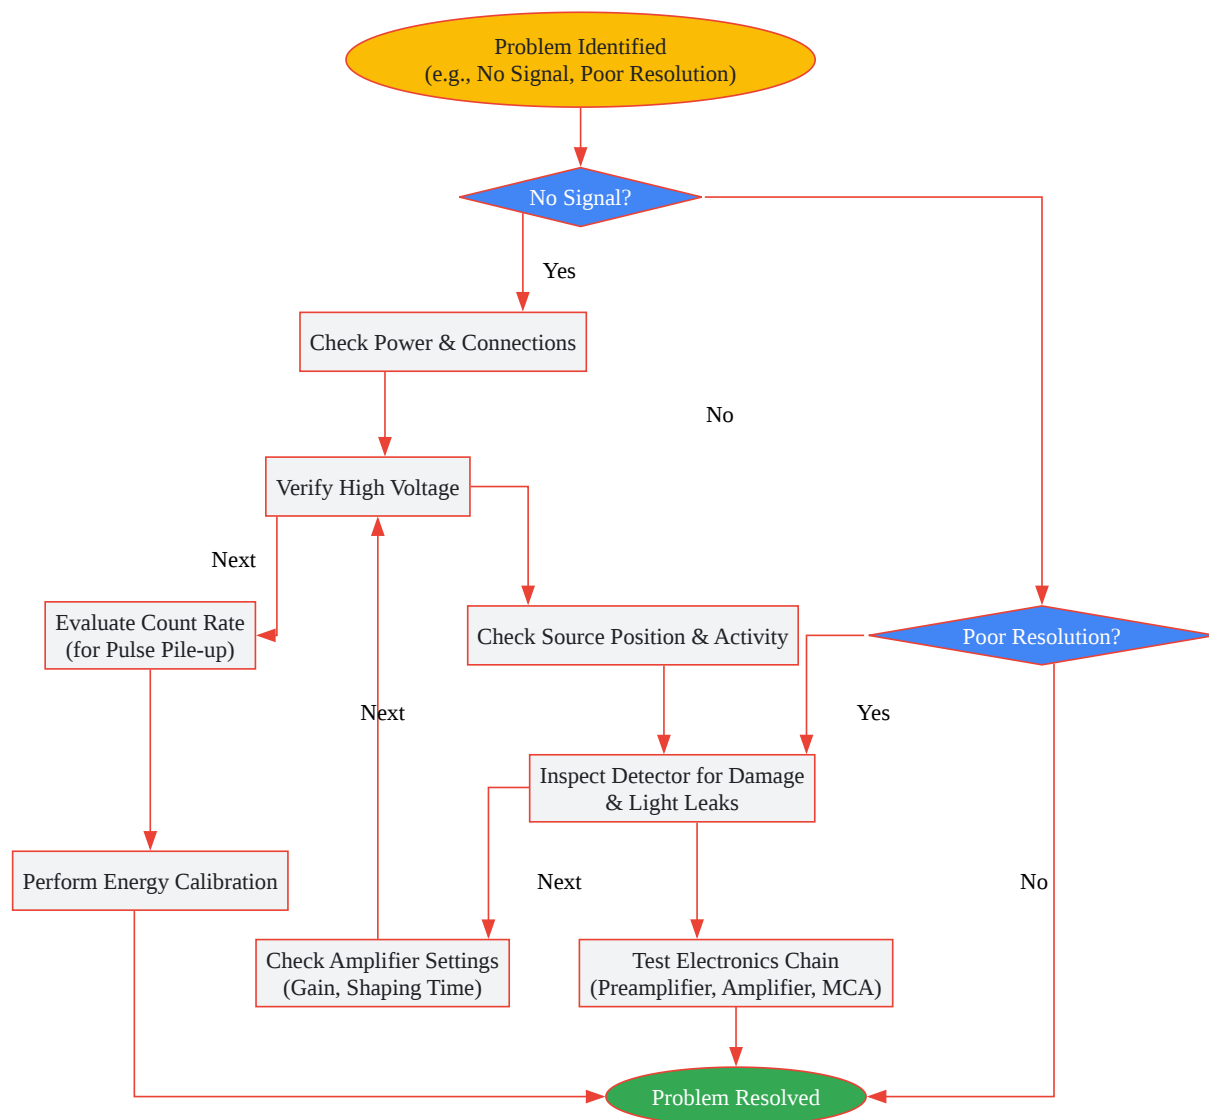 Problem Identified
(e.g., No Signal, Poor Resolution)
No Signal?
Yes
Check Power & Connections
No
Verify High Voltage
Next
Evaluate Count Rate
(for Pulse Pile-up)
Check Source Position & Activity
Poor Resolution?
Next
Yes
Inspect Detector for Damage
& Light Leaks
Perform Energy Calibration
Next
No
Check Amplifier Settings
(Gain, Shaping Time)
Test Electronics Chain
(Preamplifier, Amplifier, MCA)
Problem Resolved